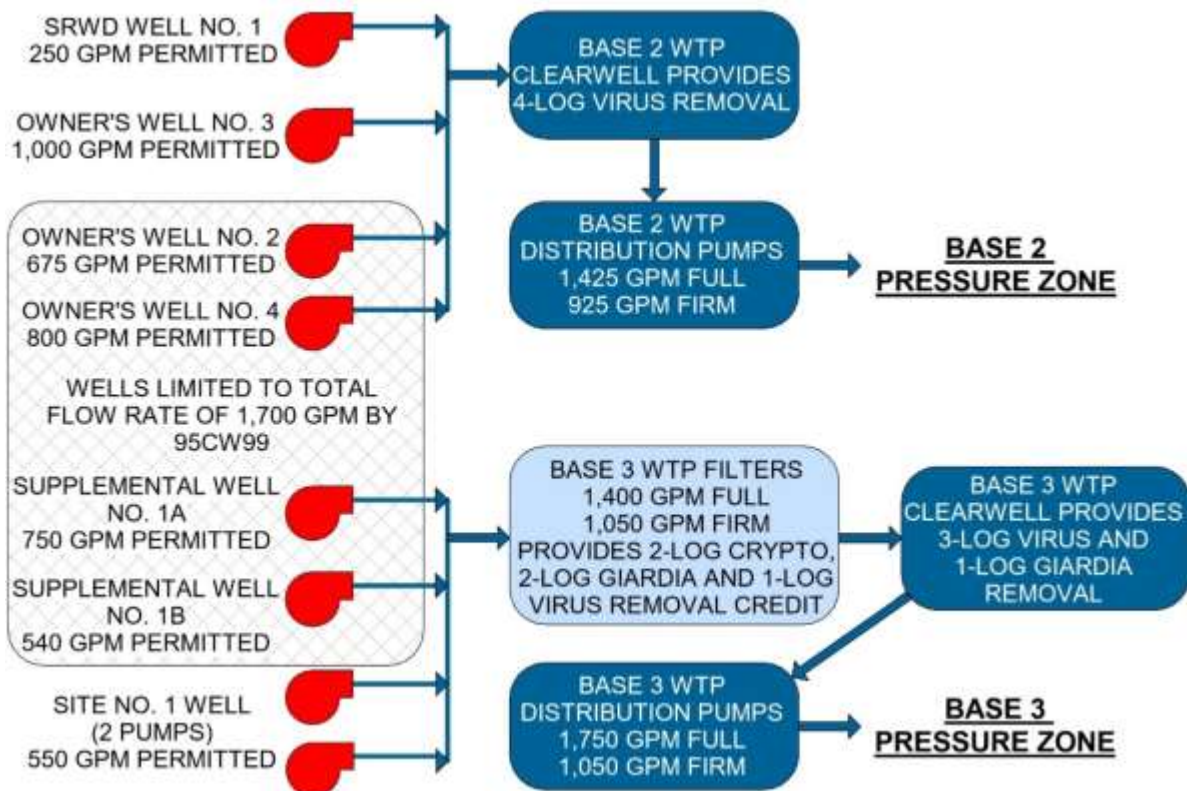 SRWD WELL NO. 1
250 GPM PERMITTED
OWNER'S WELL NO. 3
1,000 GPM PERMITTED
OWNER'S WELL NO. 2
675 GPM PERMITTED
OWNER'S WELL NO. 4
800 GPM PERMITTED
WELLS LIMITED TO TOTAL
FLOW RATE OF 1,700 GPM BY
95CW99
SUPPLEMENTAL WELL
NO. 1A
750 GPM PERMITTED
SUPPLEMENTAL WELL
NO. 1B
540 GPM PERMITTED
SITE NO. 1 WELL
(2 PUMPS)
550 GPM PERMITTED
BASE 2 WTP
CLEARWELL PROVIDES
4-LOG VIRUS REMOVAL
BASE 2 WTP
DISTRIBUTION PUMPS
1,425 GPM FULL
925 GPM FIRM
BASE 2
PRESSURE ZONE
BASE 3 WTP FILTERS
1,400 GPM FULL
1,050 GPM FIRM
PROVIDES 2-LOG CRYPTO,
2-LOG GIARDIA AND 1-LOG
VIRUS REMOVAL CREDIT
BASE 3 WTP
CLEARWELL PROVIDES
3-LOG VIRUS AND
1-LOG GIARDIA
REMOVAL
BASE 3 WTP
DISTRIBUTION PUMPS
1,750 GPM FULL
1,050 GPM FIRM
BASE 3
PRESSURE ZONE